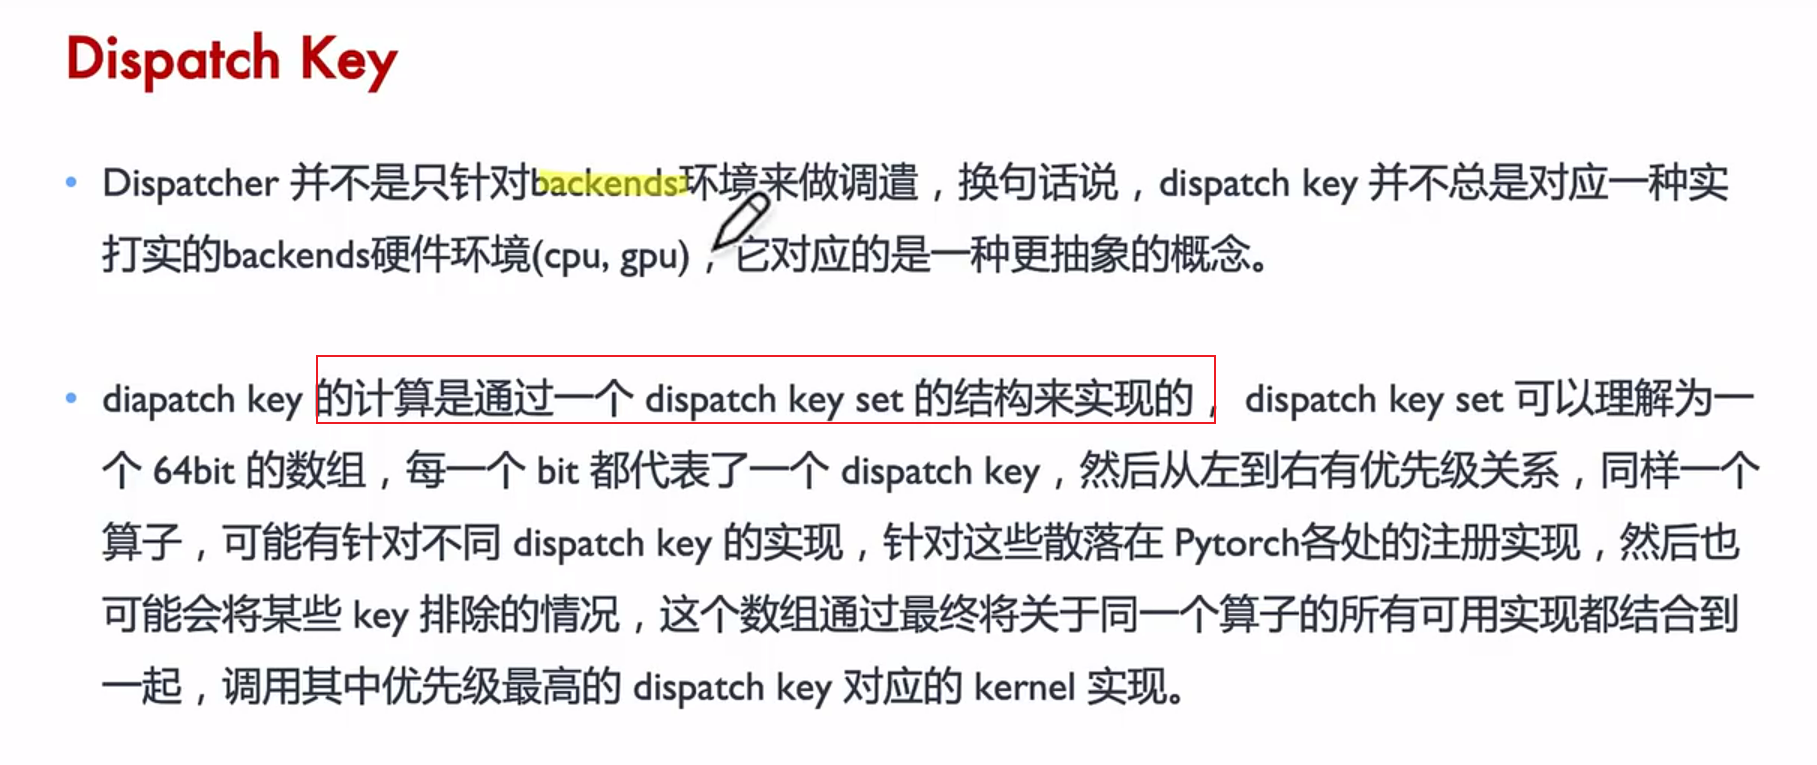 Dispatch Key
• Dispatcher 并不是只针对backends环境来做调遣，换句话说，dispatch key 并不总是对应一种实
打实的backends硬件环境(cpu, gpu)，它对应的是一种更抽象的概念。
• diapatch key 的计算是通过一个 dispatch key set 的结构来实现的， dispatch key set 可以理解为一
个 64bit 的数组，每一个 bit 都代表了一个 dispatch key，然后从左到右有优先级关系，同样一个
算子，可能有针对不同 dispatch key 的实现，针对这些散落在 Pytorch各处的注册实现，然后也
可能会将某些 key 排除的情况，这个数组通过最终将关于同一个算子的所有可用实现都结合到
一起，调用其中优先级最高的 dispatch key 对应的 kernel 实现。